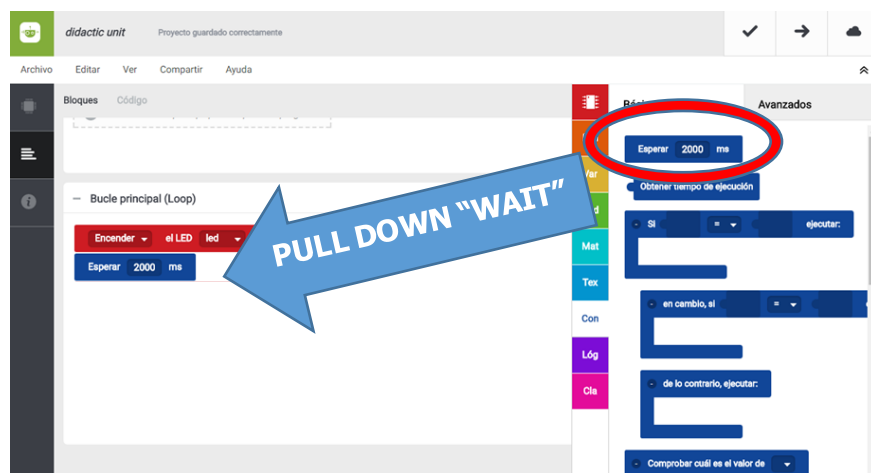 didactic unit Proyecto guardado correctamente
Archivo Editar Ver Compartir Ayuda
Bloques Código
Avanzados
Esperar 2000 ms
Obtener tiempo de ejecución
Bucle principal (Loop)
Encender el LED led
Esperar 2000 ms
PULL DOWN “WAIT”
Var
Mat
Tex
Con
Lóg
Cla
Si = ejecutar:
en cambio, si =
de lo contrario, ejecutar:
Comprobar cuál es el valor de